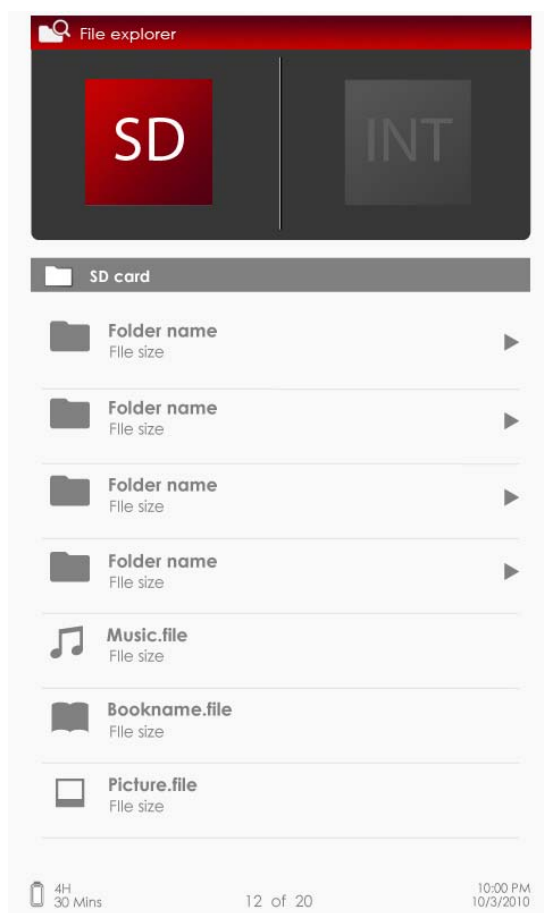 File explorer
SD
INT
SD card
Folder name
FIle size
Folder name
FIle size
Folder name
FIle size
Folder name
FIle size
Music.file
FIle size
Bookname.file
FIle size
Picture.file
FIle size
4H
30 Mins
12 of 20
10:00 PM
10/3/2010